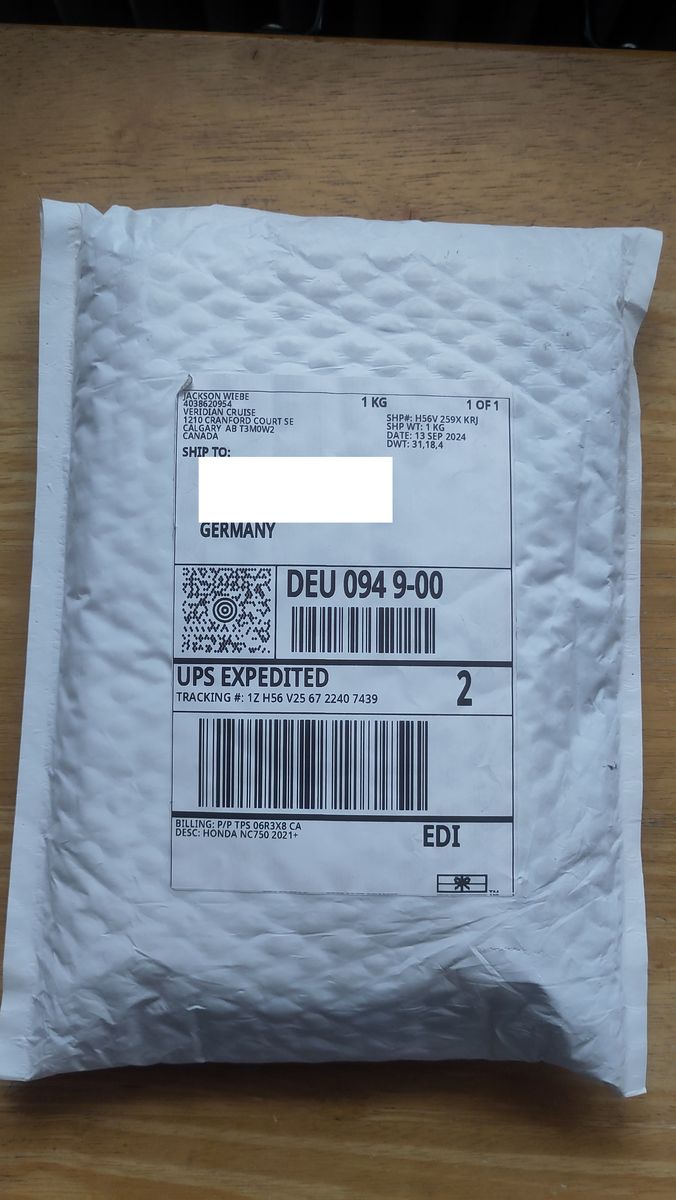 JACKSON WIEBE
4038620954
VERIDIAN CRUISE
1210 CRANFORD COURT SE
CALGARY AB T3M0W2
CANADA
1 KG
1 OF 1
SHP#: H56V 259X KRJ
SHP WT: 1 KG
DATE: 13 SEP 2024
DWT: 31,18,4
SHIP TO:
GERMANY
DEU 094 9-00
UPS EXPEDITED
TRACKING #: 1Z H56 V25 67 2240 7439
2
BILLING: P/P TPS 06R3X8 CA
DESC: HONDA NC750 2021+
EDI
TM